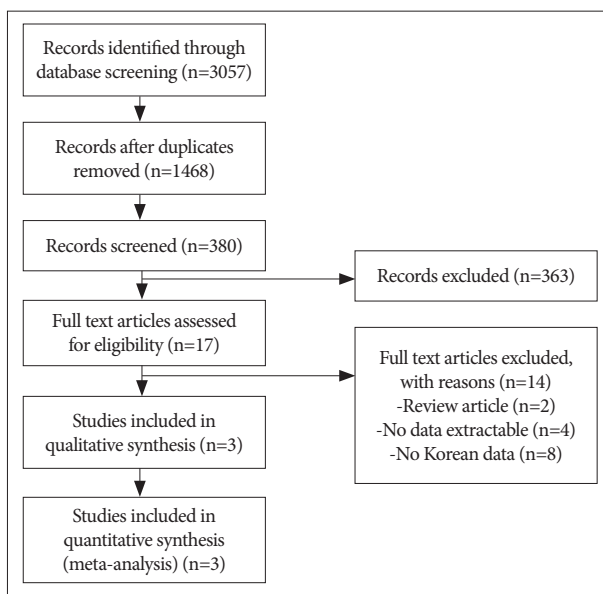 Records identified through
database screening (n=3057)
Records after duplicates
removed (n=1468)
Records screened (n=380)
Records excluded (n=363)
Full text articles assessed
for eligibility (n=17)
Full text articles excluded,
with reasons (n=14)
-Review article (n=2)
-No data extractable (n=4)
-No Korean data (n=8)
Studies included in
qualitative synthesis (n=3)
Studies included in
quantitative synthesis
(meta-analysis) (n=3)